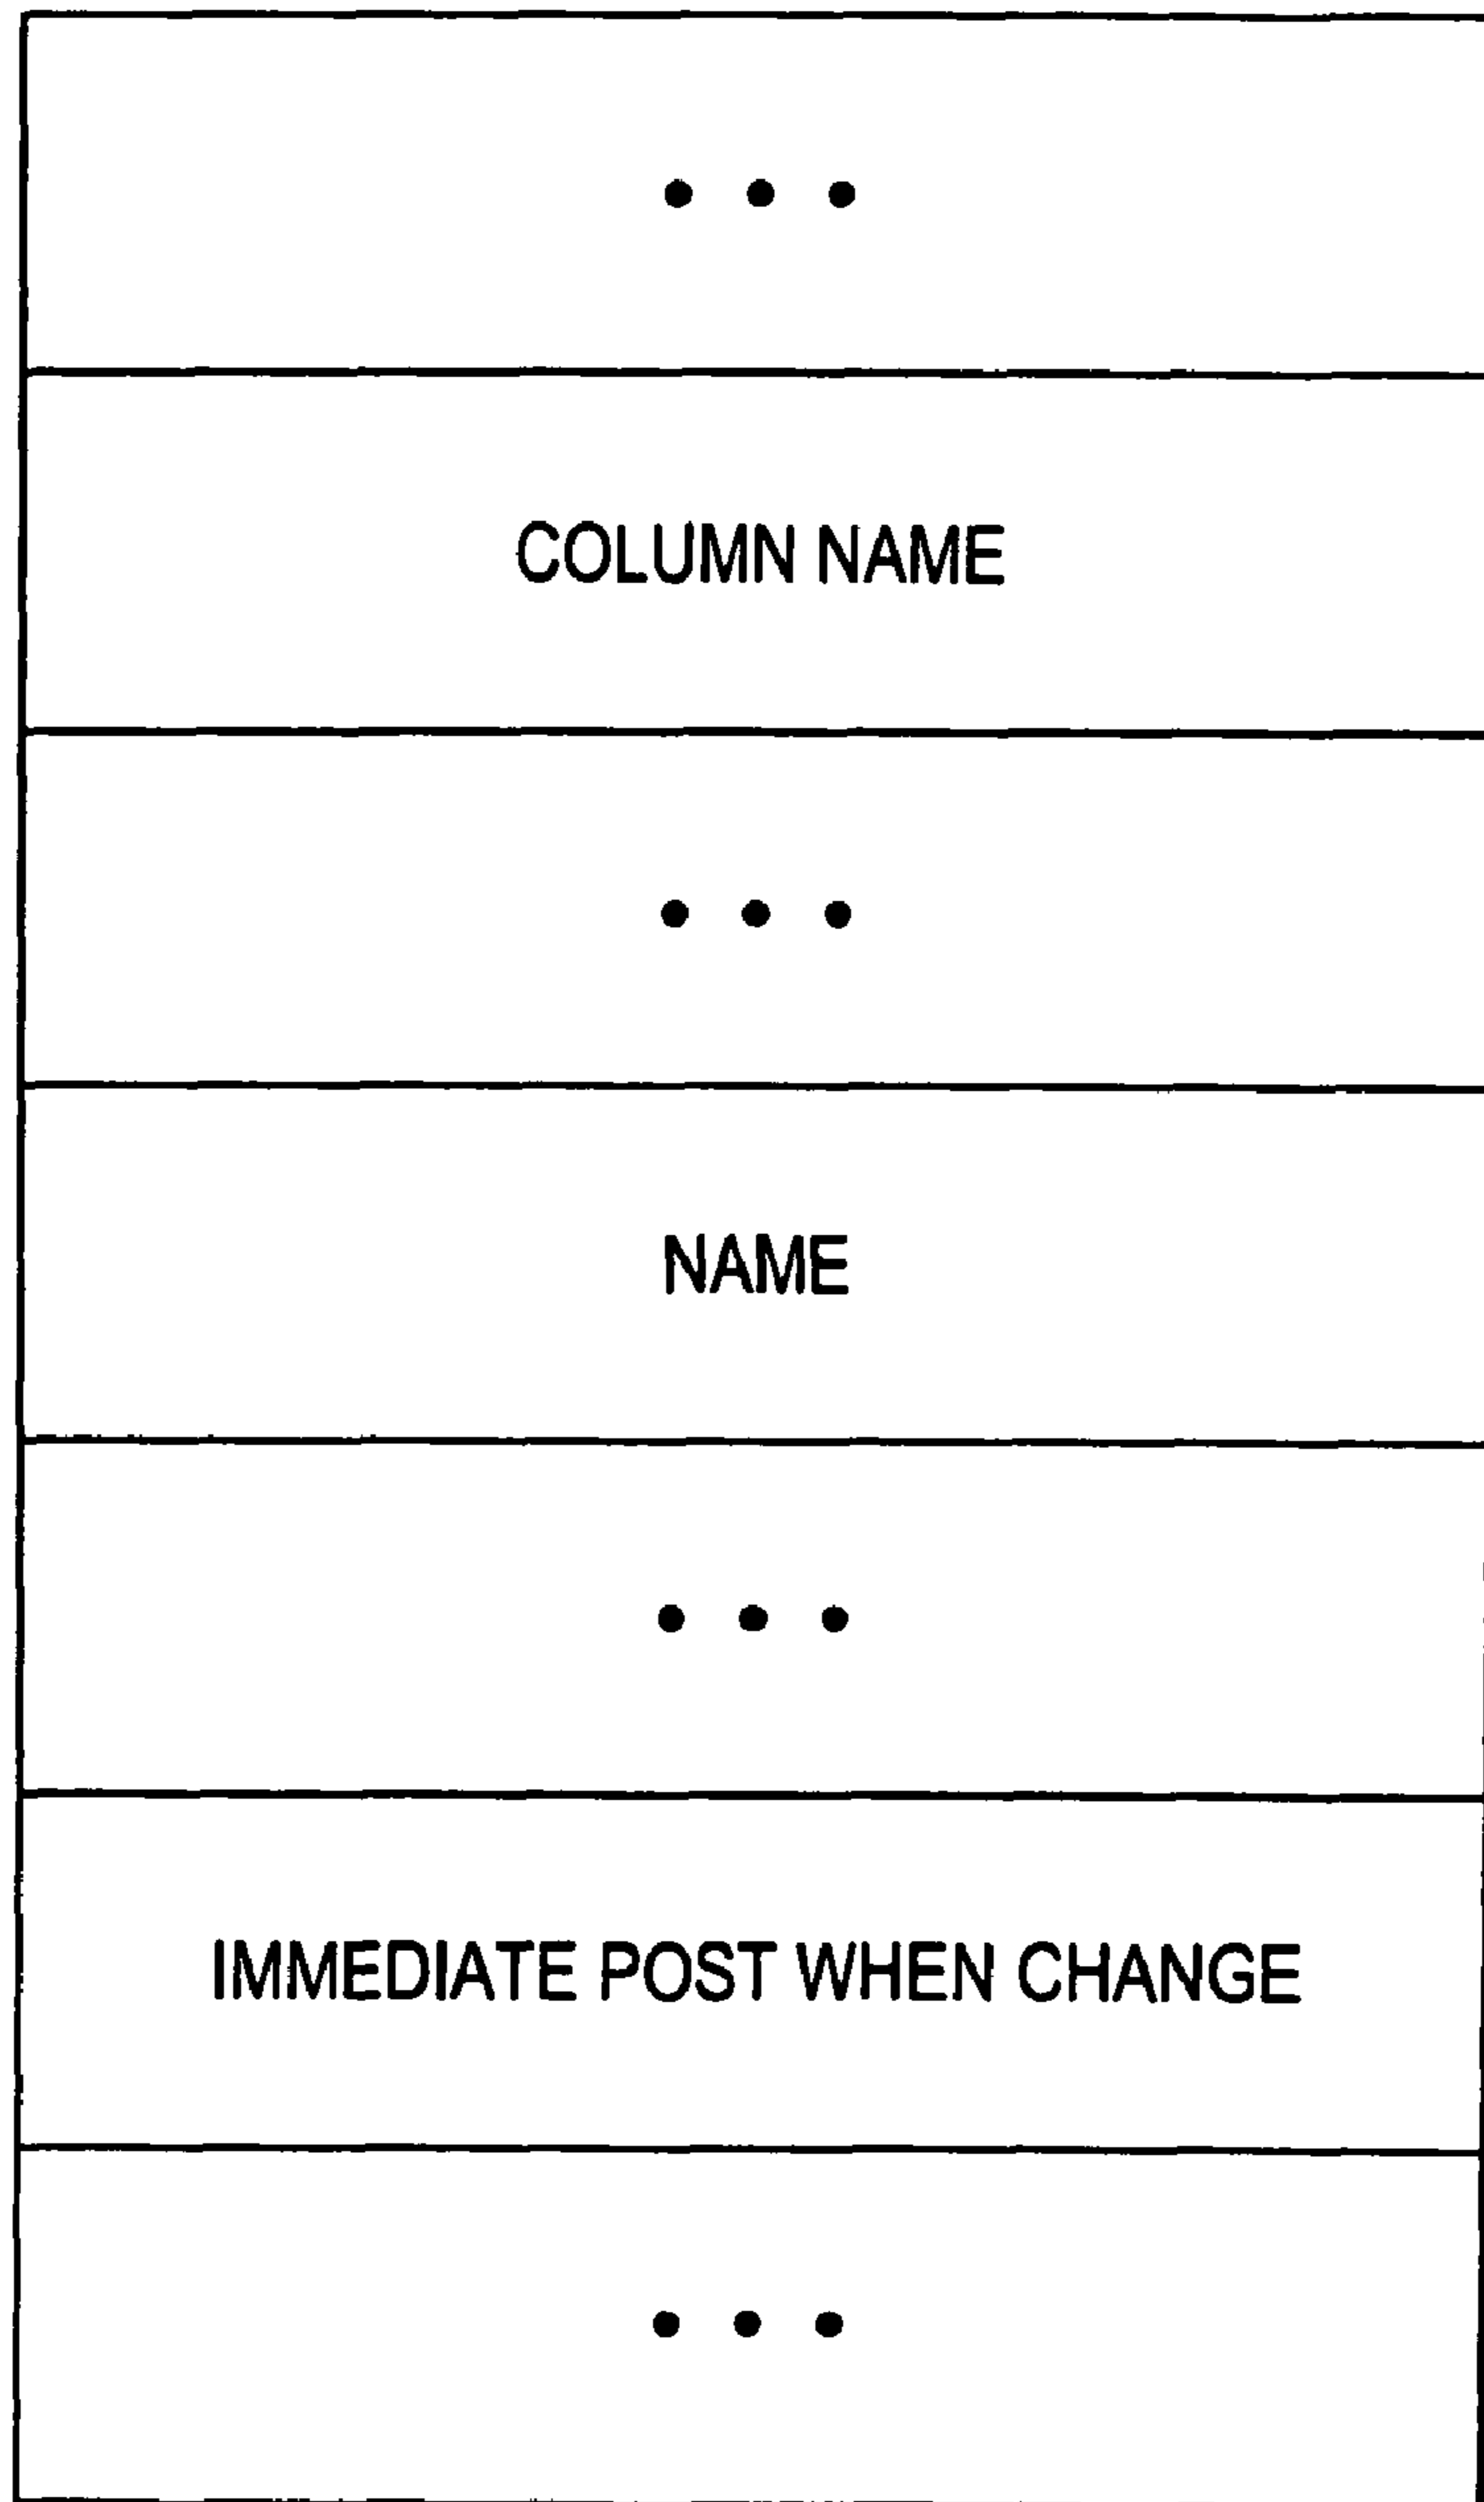 • • •
COLUMN NAME
• • •
NAME
• • •
IMMEDIATE POST WHEN CHANGE
• • •